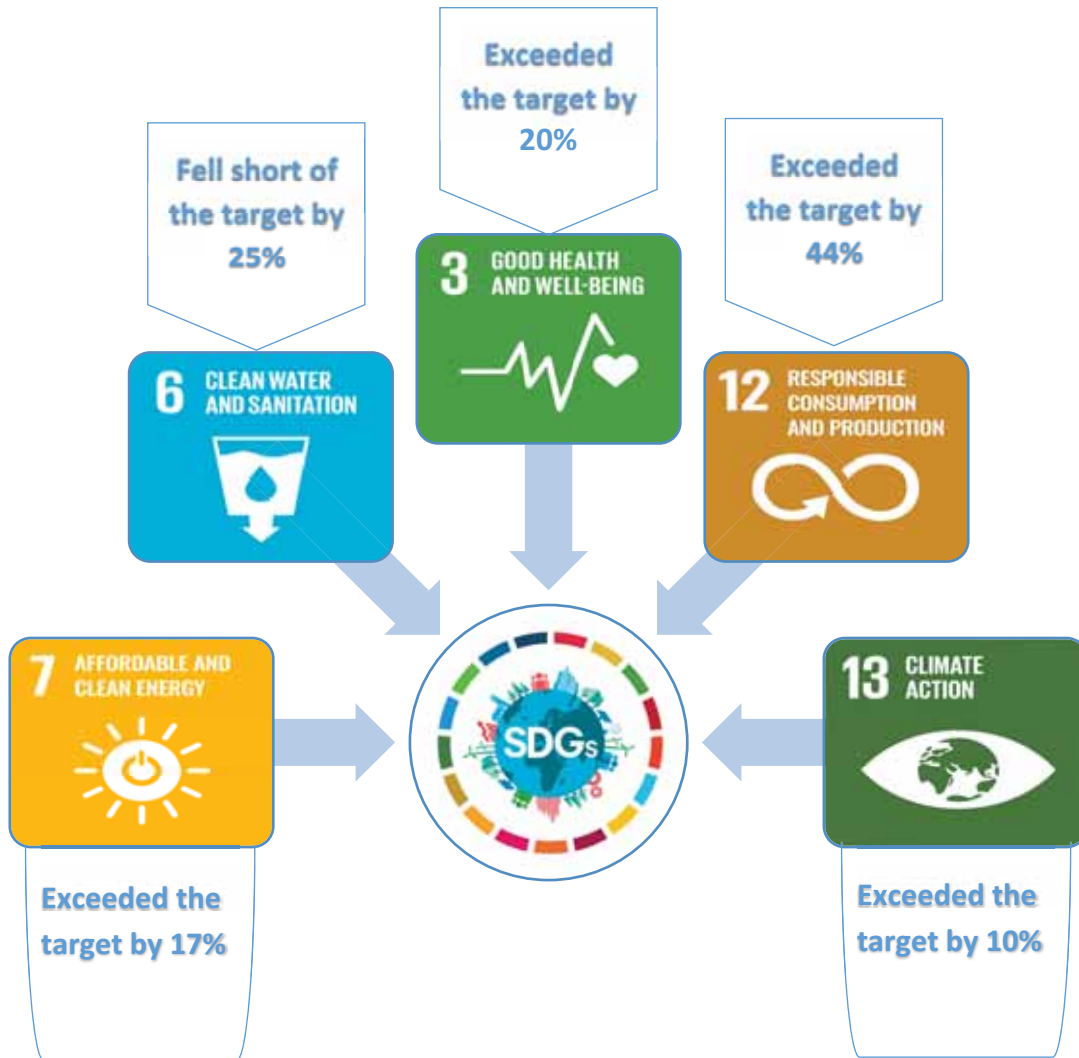 Exceeded
the target by
20%
Fell short of
the target by
25%
Exceeded
the target by
44%
3 GOOD HEALTH
AND WELL-BEING
6 CLEAN WATER
AND SANITATION
12 RESPONSIBLE
CONSUMPTION
AND PRODUCTION
7 AFFORDABLE AND
CLEAN ENERGY
SDGs
13 CLIMATE
ACTION
Exceeded the
target by 17%
Exceeded the
target by 10%